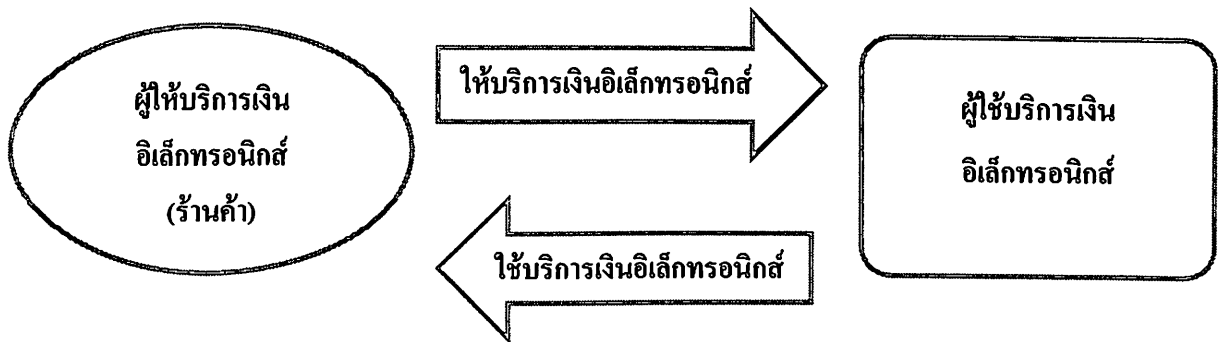 ผู้ให้บริการเงิน
อิเล็กทรอนิกส์
(ร้านค้า)
ให้บริการเงินอิเล็กทรอนิกส์
ใช้บริการเงินอิเล็กทรอนิกส์
ผู้ใช้บริการเงิน
อิเล็กทรอนิกส์